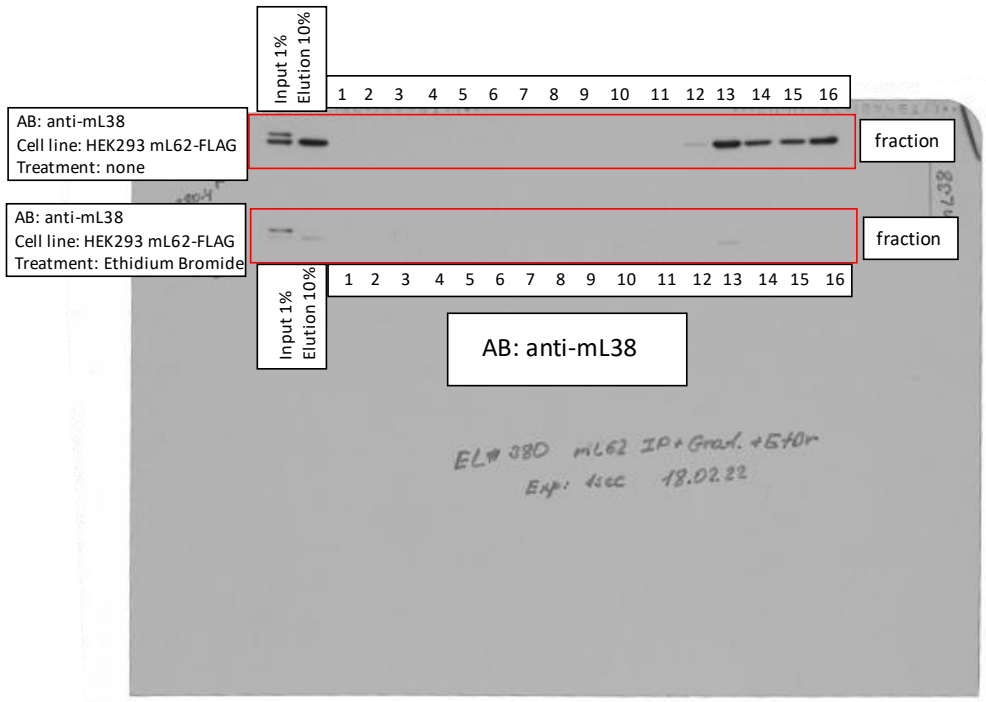 Input 1%
Elution 10%
1 2 3 4 5 6 7 8 9 10 11 12 13 14 15 16
AB: anti-mL38
Cell line: HEK293 mL62-FLAG
Treatment: none
fraction
mL38
AB: anti-mL38
Cell line: HEK293 mL62-FLAG
Treatment: Ethidium Bromide
fraction
Input 1%
Elution 10%
1 2 3 4 5 6 7 8 9 10 11 12 13 14 15 16
AB: anti-mL38
EL# 380 mL62 IP + Grad. + EtBr
Exp: 1sec 18.02.22